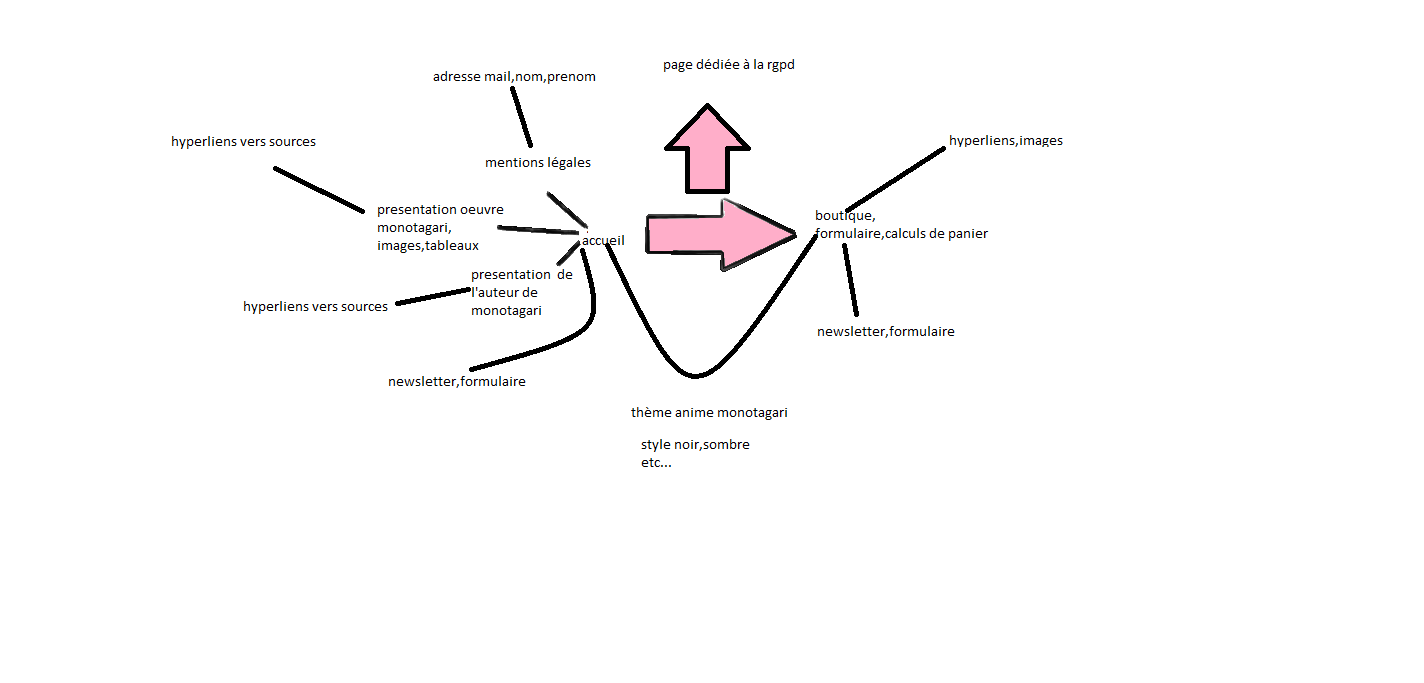 page dédiée à la rgpd
adresse mail,nom,prenom
hyperliens vers sources
hyperliens,images
mentions légales
presentation oeuvre
monotagari,
images,tableaux
boutique,
formulaire,calculs de panier
accueil
presentation de
l'auteur de
monotagari
hyperliens vers sources
newsletter,formulaire
newsletter,formulaire
thème anime monotagari
style noir,sombre
etc...